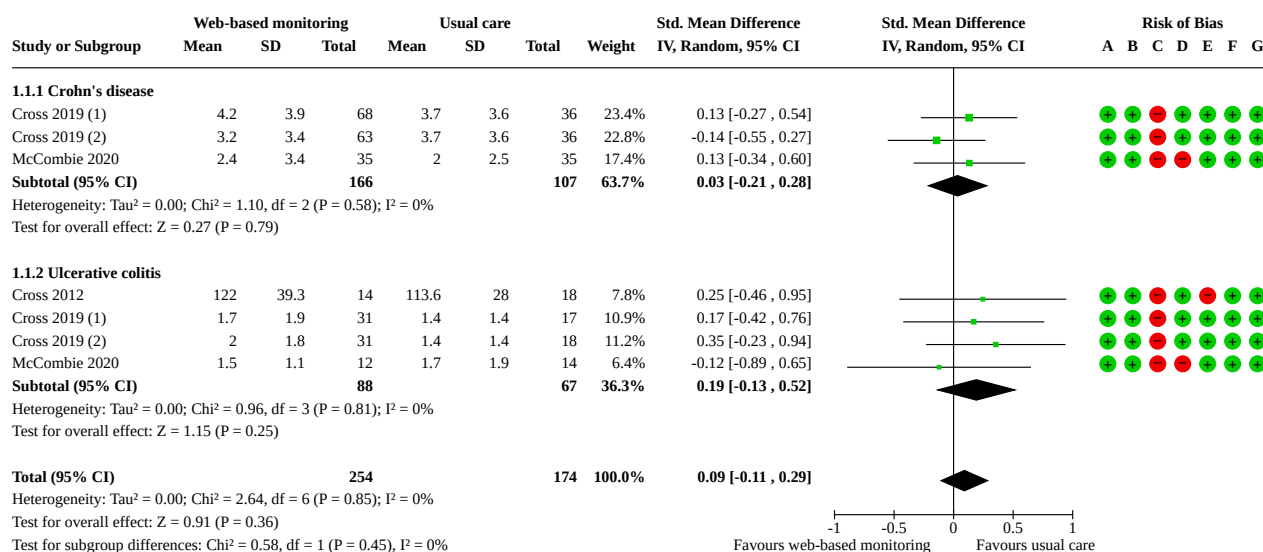 Web-based monitoring Usual care Std. Mean Difference Std. Mean Difference Risk of Bias
Study or Subgroup Mean SD Total Mean SD Total Weight IV, Random, 95% CI IV, Random, 95% CI A B C D E F G
1.1.1 Crohn's disease
Cross 2019 (1) 4.2 3.9 68 3.7 3.6 36 23.4% 0.13 [-0.27 , 0.54] + + − + + + +
Cross 2019 (2) 3.2 3.4 63 3.7 3.6 36 22.8% -0.14 [-0.55 , 0.27] + + − + + + +
McCombie 2020 2.4 3.4 35 2 2.5 35 17.4% 0.13 [-0.34 , 0.60] + + − − + + +
Subtotal (95% CI) 166 107 63.7% 0.03 [-0.21 , 0.28]
Heterogeneity: Tau² = 0.00; Chi² = 1.10, df = 2 (P = 0.58); I² = 0%
Test for overall effect: Z = 0.27 (P = 0.79)
1.1.2 Ulcerative colitis
Cross 2012 122 39.3 14 113.6 28 18 7.8% 0.25 [-0.46 , 0.95] + + − + − + +
Cross 2019 (1) 1.7 1.9 31 1.4 1.4 17 10.9% 0.17 [-0.42 , 0.76] + + − + + + +
Cross 2019 (2) 2 1.8 31 1.4 1.4 18 11.2% 0.35 [-0.23 , 0.94] + + − + + + +
McCombie 2020 1.5 1.1 12 1.7 1.9 14 6.4% -0.12 [-0.89 , 0.65] + + − − + + +
Subtotal (95% CI) 88 67 36.3% 0.19 [-0.13 , 0.52]
Heterogeneity: Tau² = 0.00; Chi² = 0.96, df = 3 (P = 0.81); I² = 0%
Test for overall effect: Z = 1.15 (P = 0.25)
Total (95% CI) 254 174 100.0% 0.09 [-0.11 , 0.29]
Heterogeneity: Tau² = 0.00; Chi² = 2.64, df = 6 (P = 0.85); I² = 0%
Test for overall effect: Z = 0.91 (P = 0.36) -1 -0.5 0 0.5 1
Test for subgroup differences: Chi² = 0.58, df = 1 (P = 0.45), I² = 0% Favours web-based monitoring Favours usual care